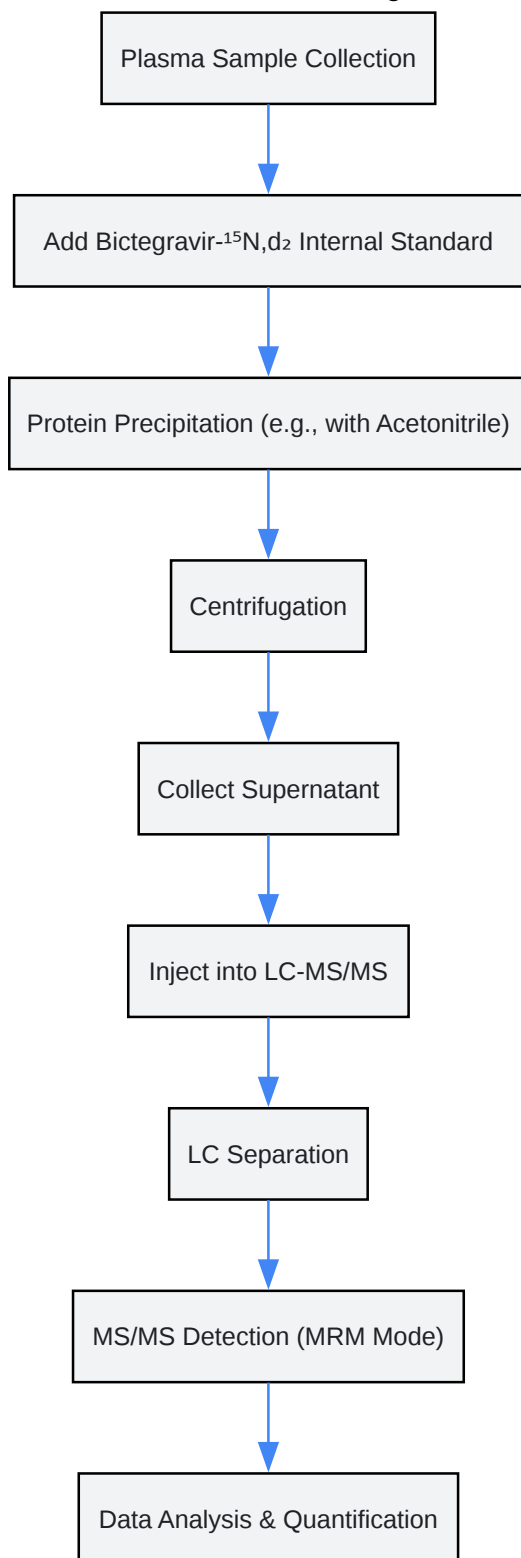 Plasma Sample Collection
Add Bictegravir-¹⁵N,d₂ Internal Standard
Protein Precipitation (e.g., with Acetonitrile)
Centrifugation
Collect Supernatant
Inject into LC-MS/MS
LC Separation
MS/MS Detection (MRM Mode)
Data Analysis & Quantification